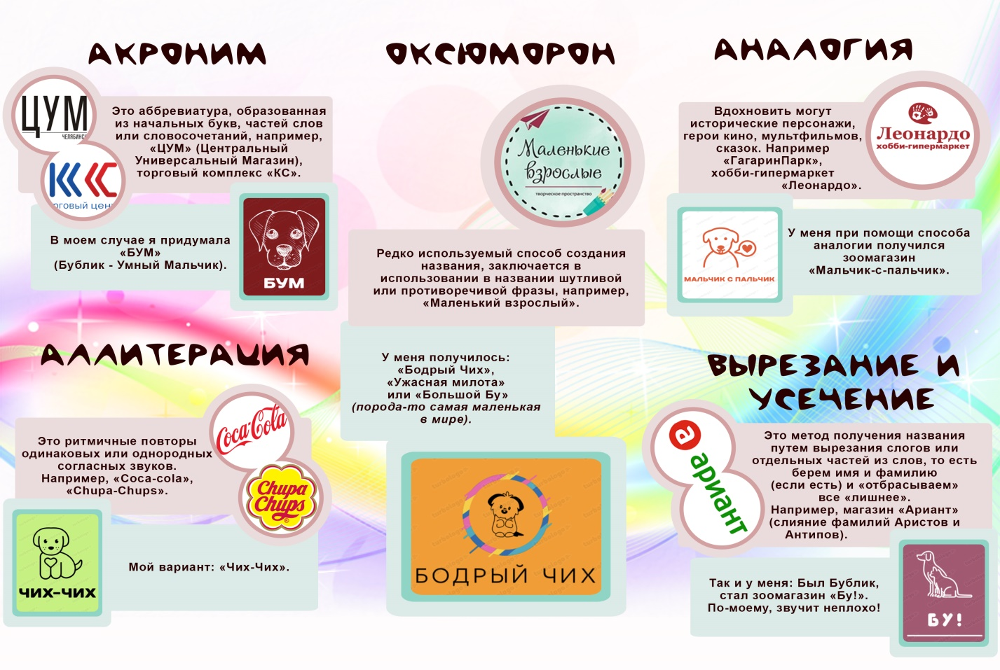 АКРОНИМ
ЦУМ
ЧЕЛЯБИНСК
КС
рговый цен
Это аббревиатура, образованная
из начальных букв, частей слов
или словосочетаний, например,
«ЦУМ» (Центральный
Универсальный Магазин),
торговый комплекс «КС».
В моем случае я придумала
«БУМ»
(Бублик - Умный Мальчик).
БУМ
ОКСЮМОРОН
Маленькие
взрослые
творческое пространство
Редко используемый способ создания
названия, заключается в
использовании в названии шутливой
или противоречивой фразы, например,
«Маленький взрослый».
У меня получилось:
«Бодрый Чих»,
«Ужасная милота»
или «Большой Бу»
(порода-то самая маленькая
в мире).
БОДРЫЙ ЧИХ
АНАЛОГИЯ
Вдохновить могут
исторические персонажи,
герои кино, мультфильмов,
сказок. Например
«ГагаринПарк»,
хобби-гипермаркет
«Леонардо».
Леонардо
хобби-гипермаркет
МАЛЬЧИК С ПАЛЬЧИК
У меня при помощи способа
аналогии получился
зоомагазин
«Мальчик-с-пальчик».
АЛЛИТЕРАЦИЯ
Это ритмичные повторы
одинаковых или однородных
согласных звуков.
Например, «Coca-cola»,
«Chupa-Chups».
Coca-Cola
Chupa
Chups
®
ЧИХ-ЧИХ
Мой вариант: «Чих-Чих».
ВЫРЕЗАНИЕ И
УСЕЧЕНИЕ
а
ариант
Это метод получения названия
путем вырезания слогов или
отдельных частей из слов, то есть
берем имя и фамилию
(если есть) и «отбрасываем»
все «лишнее».
Например, магазин «Ариант»
(слияние фамилий Аристов и
Антипов).
Так и у меня: Был Бублик,
стал зоомагазин «Бу!».
По-моему, звучит неплохо!
БУ!